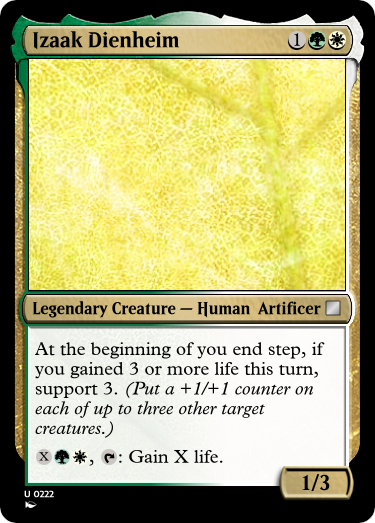 Izaak Dienheim 1
Legendary Creature — Human Artificer
At the beginning of you end step, if
you gained 3 or more life this turn,
support 3. (Put a +1/+1 counter on
each of up to three other target
creatures.)
X, : Gain X life.
1/3
U 0222